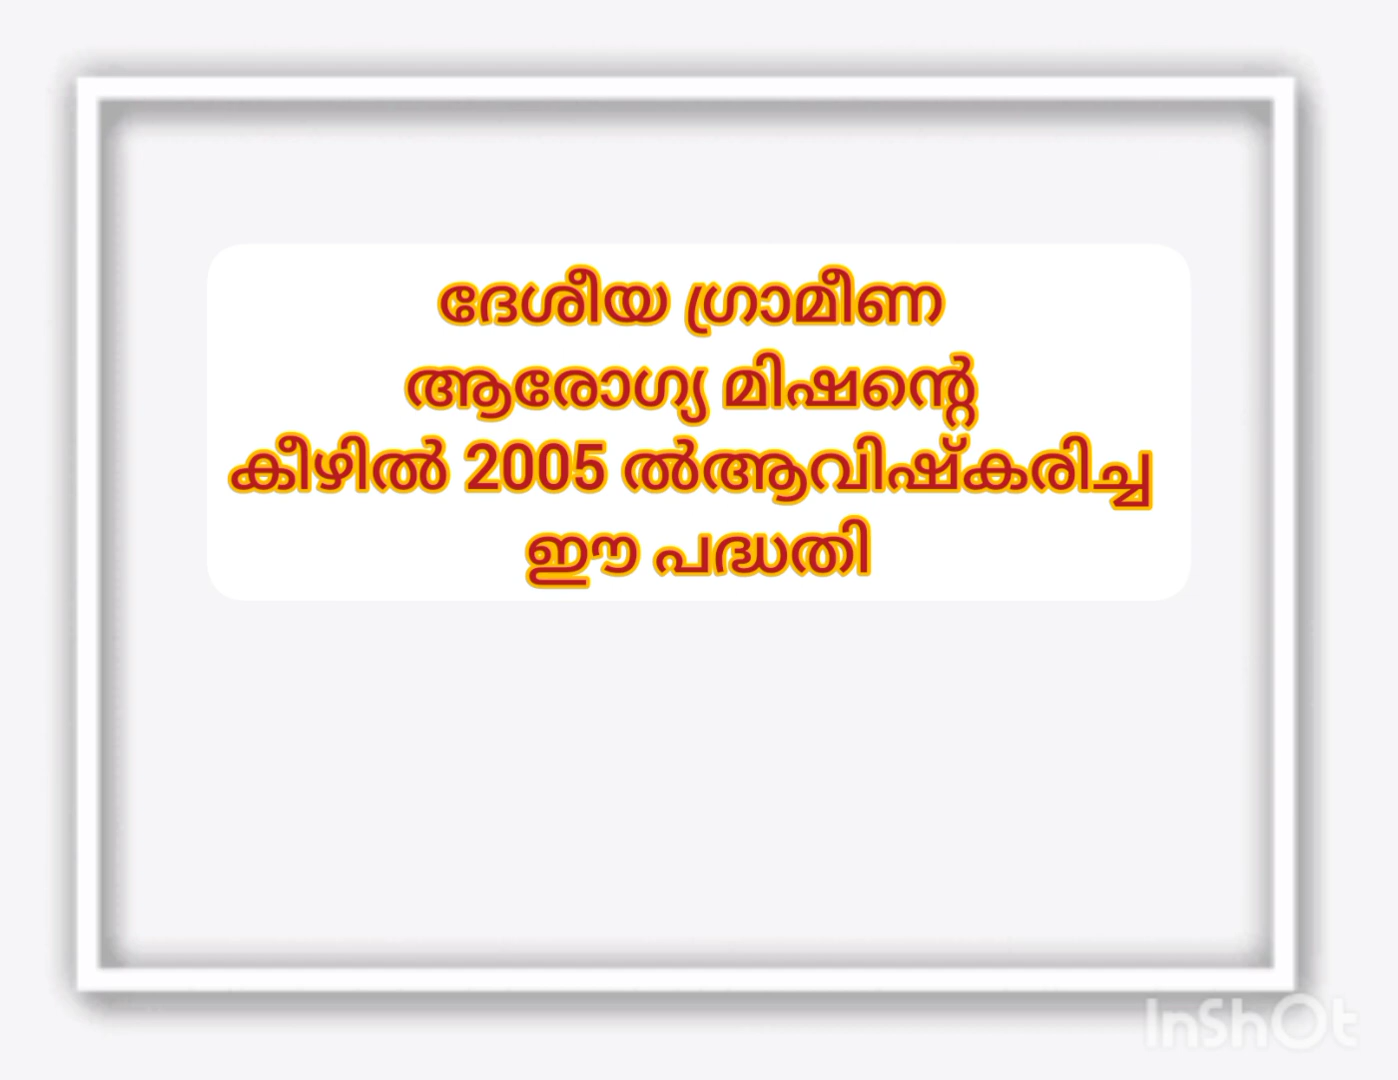 ദേശീയ ഗ്രാമീണ
ആരോഗ്യ മിഷന്റെ
കീഴിൽ 2005 ൽആവിഷ്കരിച്ച
ഈ പദ്ധതി
InShOt